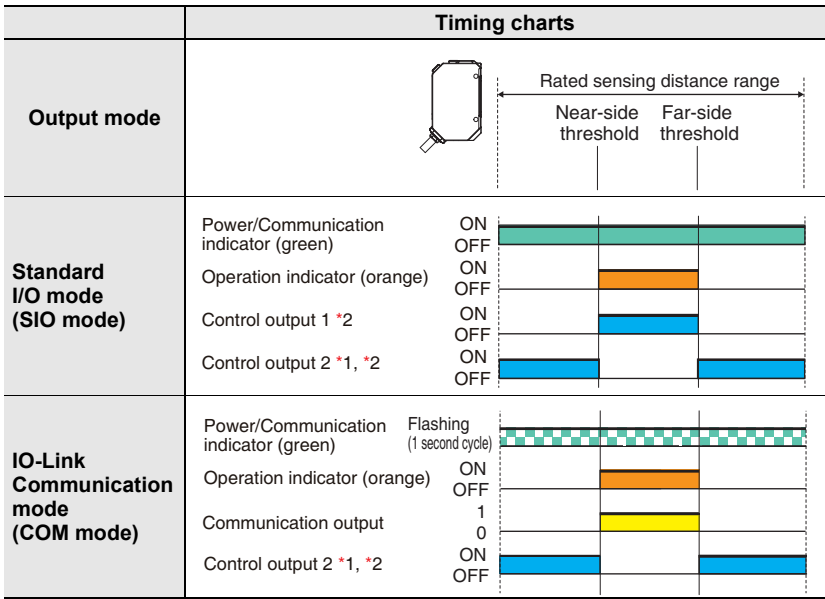 Timing charts
Output mode
Rated sensing distance range
Near-side
threshold
Far-side
threshold
Standard
I/O mode
(SIO mode)
Power/Communication
indicator (green)
ON
OFF
Operation indicator (orange)
ON
OFF
Control output 1 *2
ON
OFF
Control output 2 *1, *2
ON
OFF
IO-Link
Communication
mode
(COM mode)
Power/Communication
indicator (green)
Flashing
(1 second cycle)
Operation indicator (orange)
ON
OFF
Communication output
1
0
Control output 2 *1, *2
ON
OFF